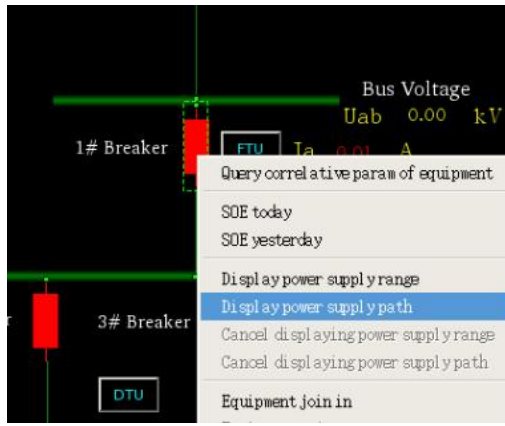 Bus Voltage
Uab 0.00 kV
1# Breaker FTU Ia 0.01 A
Query correlative param of equipment
SOE today
SOE yesterday
Display power supply range
Display power supply path
3# Breaker
Cancel displaying power supply range
Cancel displaying power supply path
DTU
Equipment join in